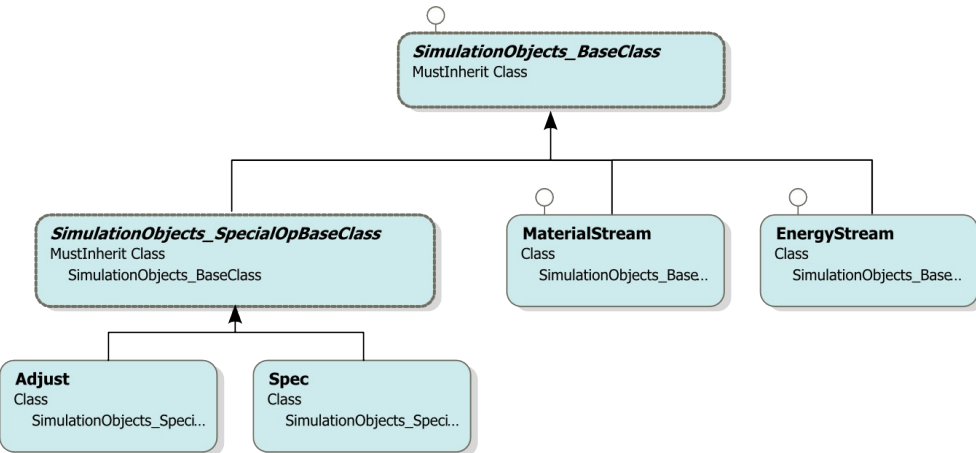 SimulationObjects_BaseClass
MustInherit Class
SimulationObjects_SpecialOpBaseClass
MustInherit Class
SimulationObjects_BaseClass
MaterialStream
Class
SimulationObjects_Base...
EnergyStream
Class
SimulationObjects_Base...
Adjust
Class
SimulationObjects_Speci...
Spec
Class
SimulationObjects_Speci...